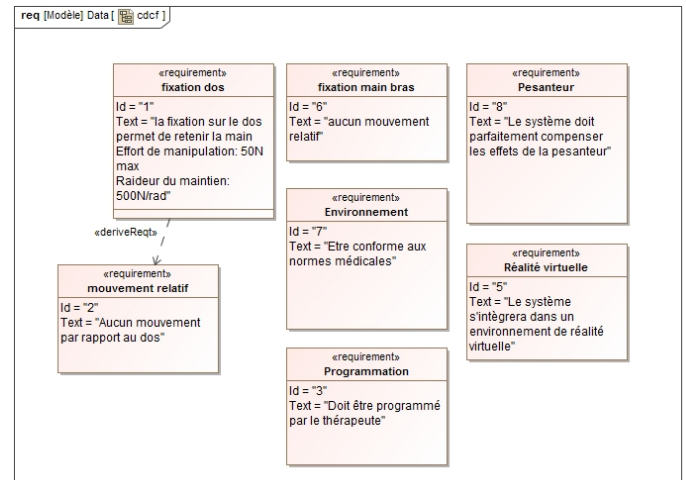 req [Modèle] Data [ cdcf ]
«requirement»
fixation dos
Id = "1"
Text = "la fixation sur le dos
permet de retenir la main
Effort de manipulation: 50N
max
Raideur du maintien:
500N/rad"
«requirement»
fixation main bras
Id = "6"
Text = "aucun mouvement
relatif"
«requirement»
Pesanteur
Id = "8"
Text = "Le système doit
parfaitement compenser
les effets de la pesanteur"
«requirement»
Environnement
Id = "7"
Text = "Etre conforme aux
normes médicales"
«deriveReqt»
«requirement»
mouvement relatif
Id = "2"
Text = "Aucun mouvement
par rapport au dos"
«requirement»
Réalité virtuelle
Id = "5"
Text = "Le système
s'intègrera dans un
environnement de réalité
virtuelle"
«requirement»
Programmation
Id = "3"
Text = "Doit être programmé
par le thérapeute"